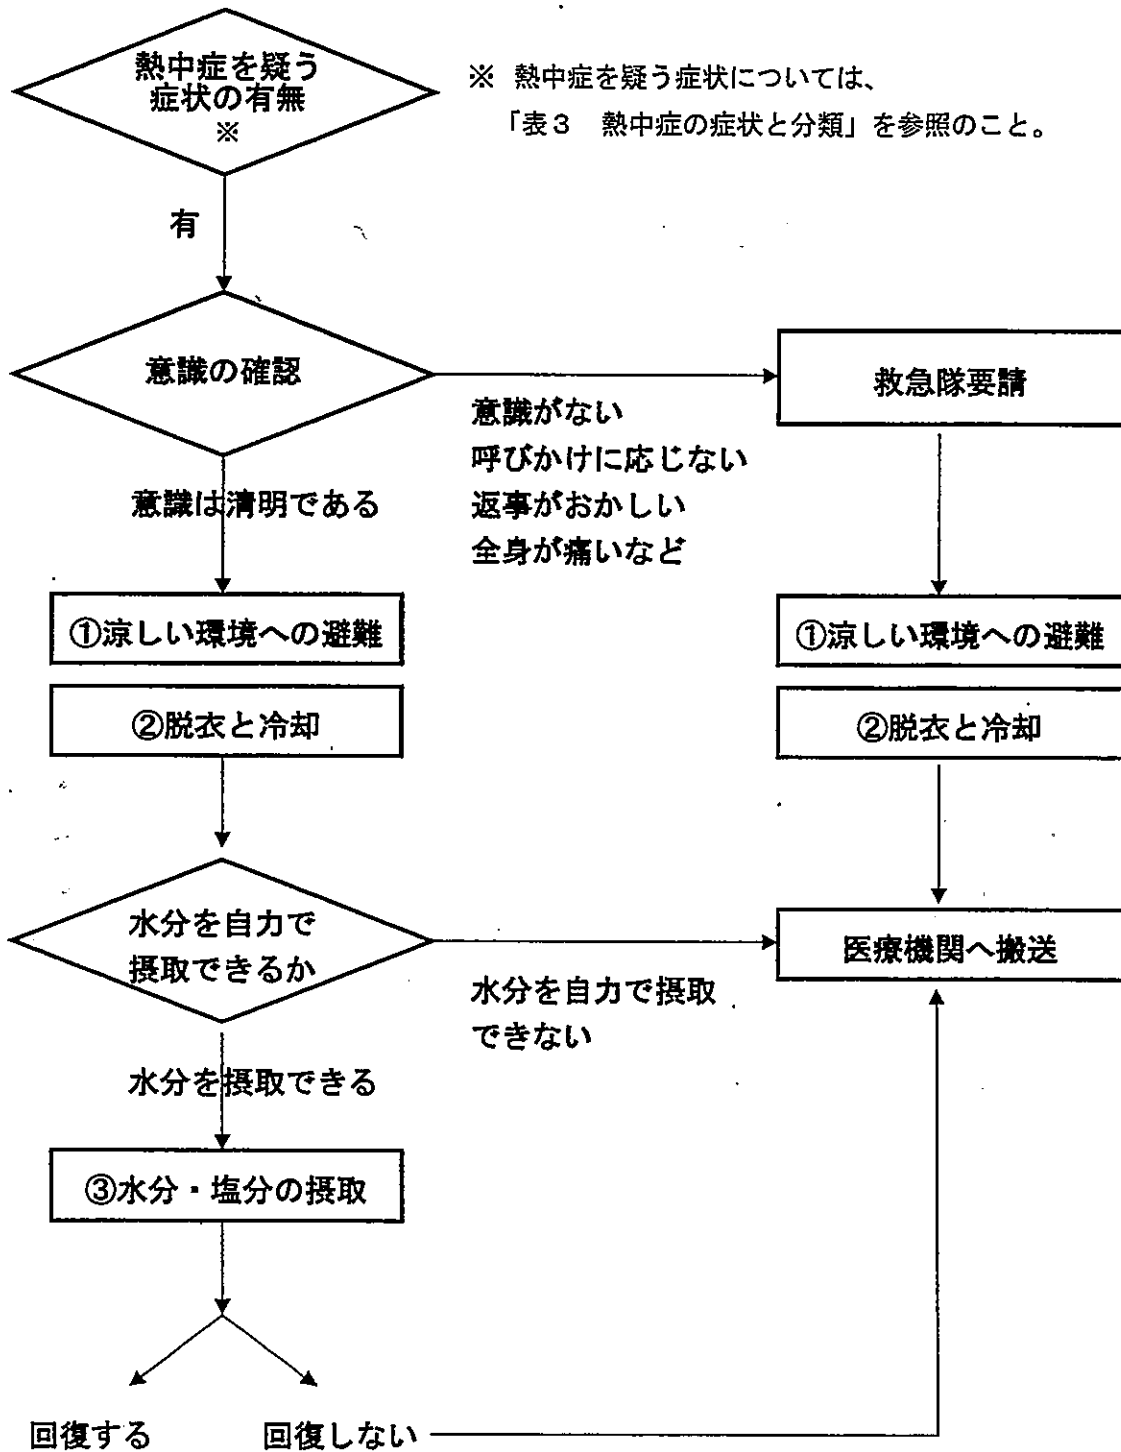 熱中症を疑う
症状の有無
※
※ 熱中症を疑う症状については、
「表3 熱中症の症状と分類」を参照のこと。
有
意識の確認
意識がない
呼びかけに応じない
返事がおかしい
全身が痛いなど
救急隊要請
意識は清明である
①涼しい環境への避難
②脱衣と冷却
①涼しい環境への避難
②脱衣と冷却
水分を自力で
摂取できるか
水分を自力で摂取
できない
医療機関へ搬送
水分を摂取できる
③水分・塩分の摂取
回復する
回復しない